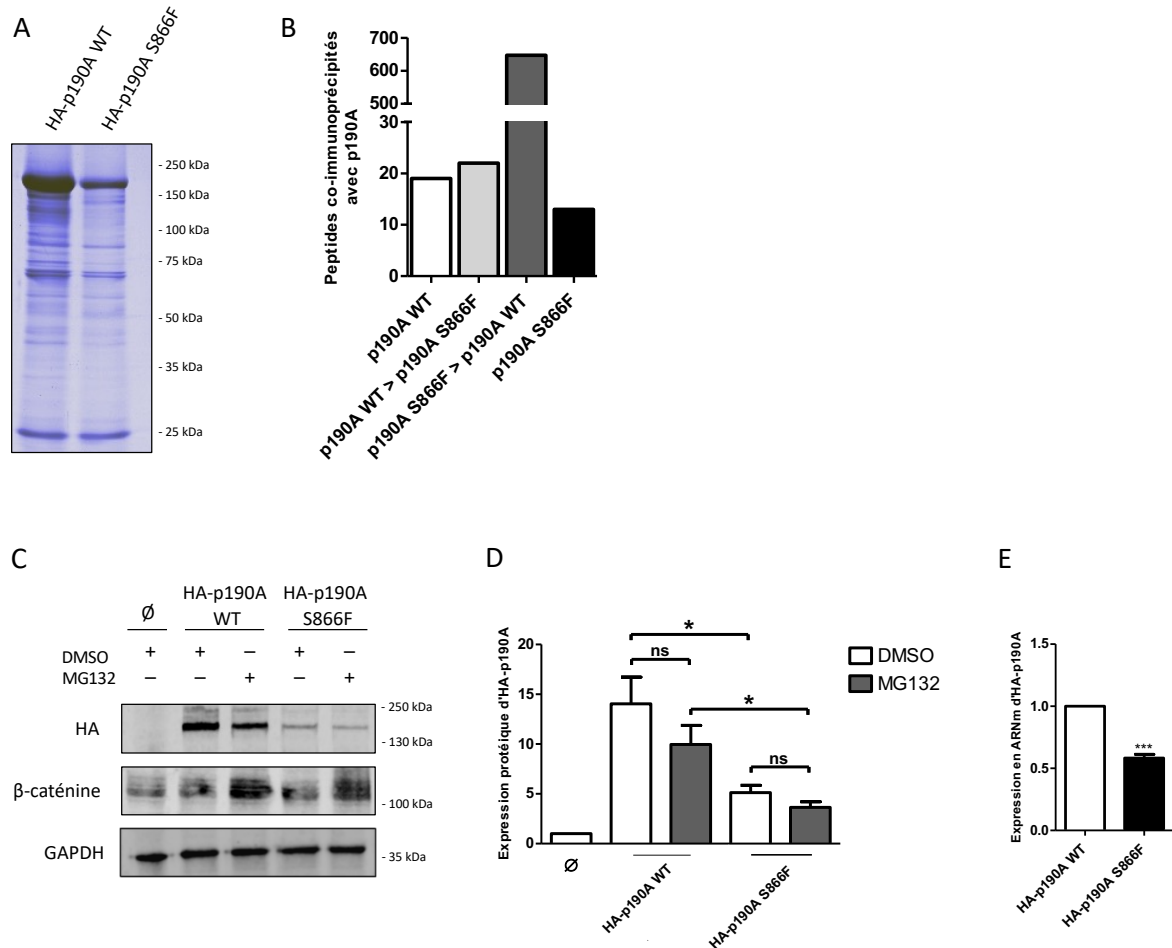 A
HA-p190A WT
HA-p190A S866F
- 250 kDa
- 150 kDa
- 100 kDa
- 75 kDa
- 50 kDa
- 35 kDa
- 25 kDa
B
Peptides co-immunoprécipités
avec p190A
700
600
500
30
20
10
0
p190A WT
p190A WT > p190A S866F
p190A S866F > p190A WT
p190A S866F
C
Ø
HA-p190A
WT
HA-p190A
S866F
DMSO + + – + –
MG132 – – + – +
HA
- 250 kDa
- 130 kDa
β-caténine
- 100 kDa
GAPDH
- 35 kDa
D
Expression protéique d'HA-p190A
20
15
10
5
0
*
ns
*
ns
DMSO
MG132
Ø
HA-p190A WT
HA-p190A S866F
E
Expression en ARNm d'HA-p190A
1.5
1.0
0.5
0.0
***
HA-p190A WT
HA-p190A S866F